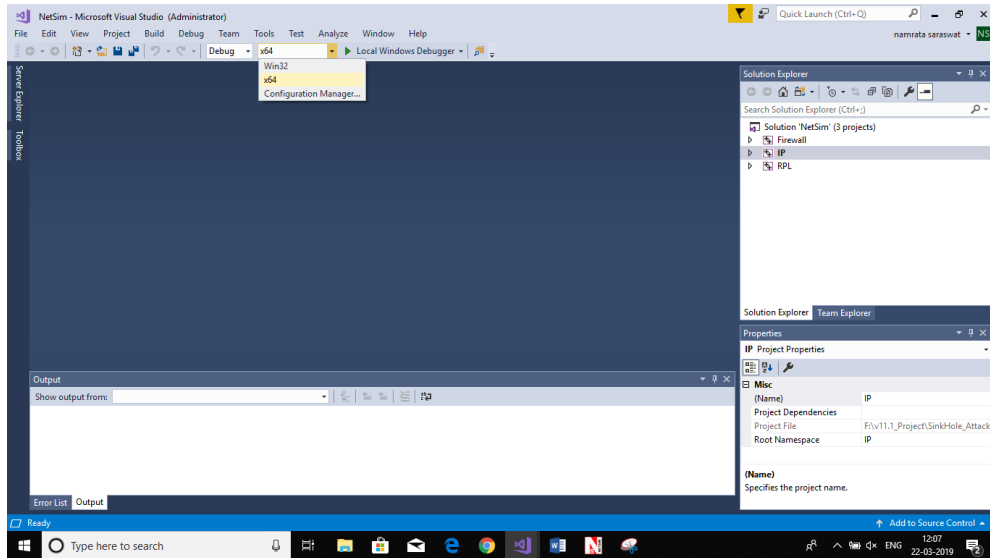 NetSim - Microsoft Visual Studio (Administrator)
Quick Launch (Ctrl+Q)
File Edit View Project Build Debug Team Tools Test Analyze Window Help
namrata saraswat NS
Debug x64 Local Windows Debugger
Win32
x64
Configuration Manager...
Server Explorer
Toolbox
Solution Explorer
Search Solution Explorer (Ctrl+;)
Solution 'NetSim' (3 projects)
Firewall
IP
RPL
Solution Explorer Team Explorer
Properties
IP Project Properties
Misc
(Name) IP
Project Dependencies
Project File F:\v11.1_Project\SinkHole_Attack
Root Namespace IP
(Name)
Specifies the project name.
Output
Show output from:
Error List Output
Ready
Add to Source Control
Type here to search
ENG
12:07
22-03-2019
2